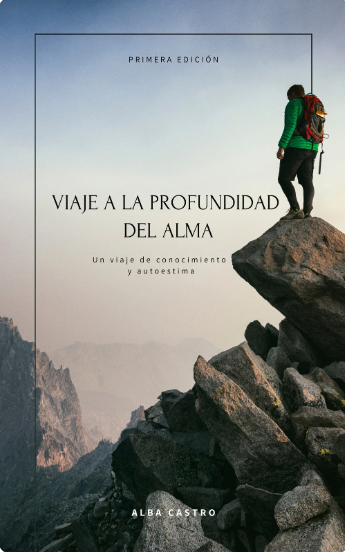 PRIMERA EDICIÓN
VIAJE A LA PROFUNDIDAD
DEL ALMA
Un viaje de conocimiento
y autoestima
ALBA CASTRO